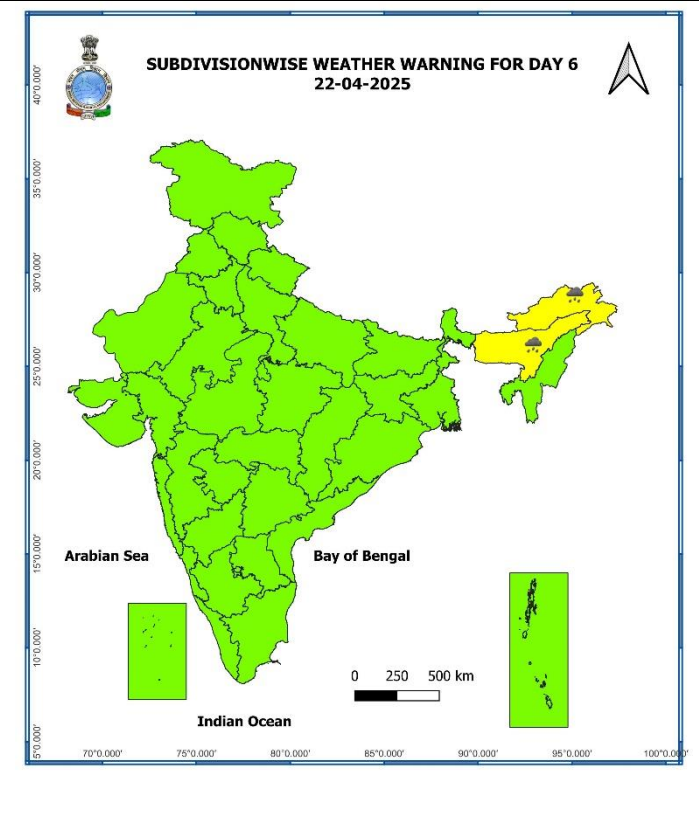 SUBDIVISIONWISE WEATHER WARNING FOR DAY 6
22-04-2025
40°0.000'
35°0.000'
30°0.000'
25°0.000'
20°0.000'
15°0.000'
10°0.000'
5°0.000'
Arabian Sea
Bay of Bengal
0 250 500 km
Indian Ocean
70°0.000' 75°0.000' 80°0.000' 85°0.000' 90°0.000' 95°0.000' 100°0.000'